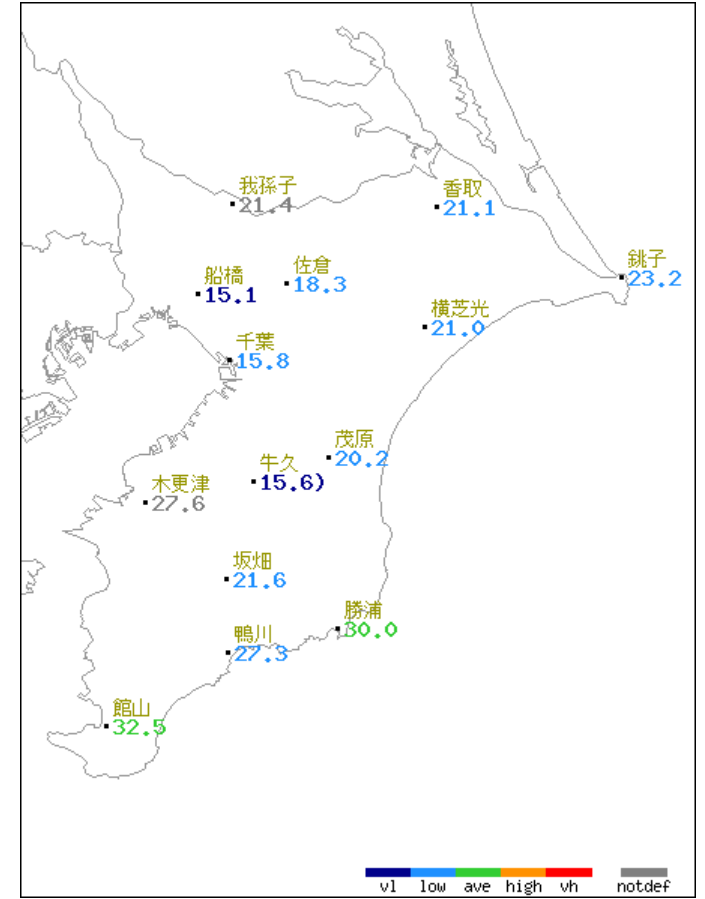 我孫子
21.4
香取
21.1
船橋
15.1
佐倉
18.3
銚子
23.2
横芝光
21.0
千葉
15.8
茂原
20.2
牛久
15.6)
木更津
27.6
坂畑
21.6
勝浦
30.0
鴨川
27.3
館山
32.5
vl low ave high vh notdef